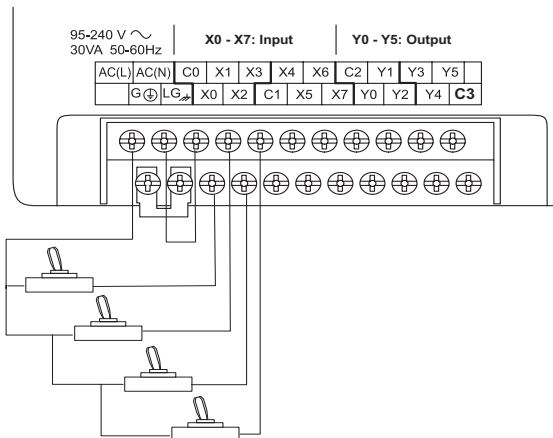 95-240 V ~
30VA 50-60Hz
X0 - X7: Input
Y0 - Y5: Output
AC(L) AC(N) C0 X1 X3 X4 X6 C2 Y1 Y3 Y5
G LG X0 X2 C1 X5 X7 Y0 Y2 Y4 C3